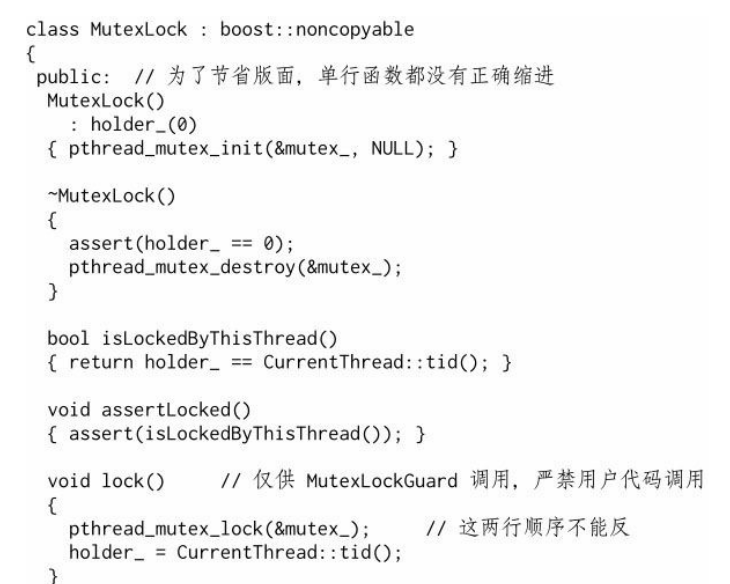 class MutexLock : boost::noncopyable
{
 public:  // 为了节省版面，单行函数都没有正确缩进
  MutexLock()
    : holder_(0)
  { pthread_mutex_init(&mutex_, NULL); }

  ~MutexLock()
  {
    assert(holder_ == 0);
    pthread_mutex_destroy(&mutex_);
  }

  bool isLockedByThisThread()
  { return holder_ == CurrentThread::tid(); }

  void assertLocked()
  { assert(isLockedByThisThread()); }

  void lock()     // 仅供 MutexLockGuard 调用，严禁用户代码调用
  {
    pthread_mutex_lock(&mutex_);     // 这两行顺序不能反
    holder_ = CurrentThread::tid();
  }